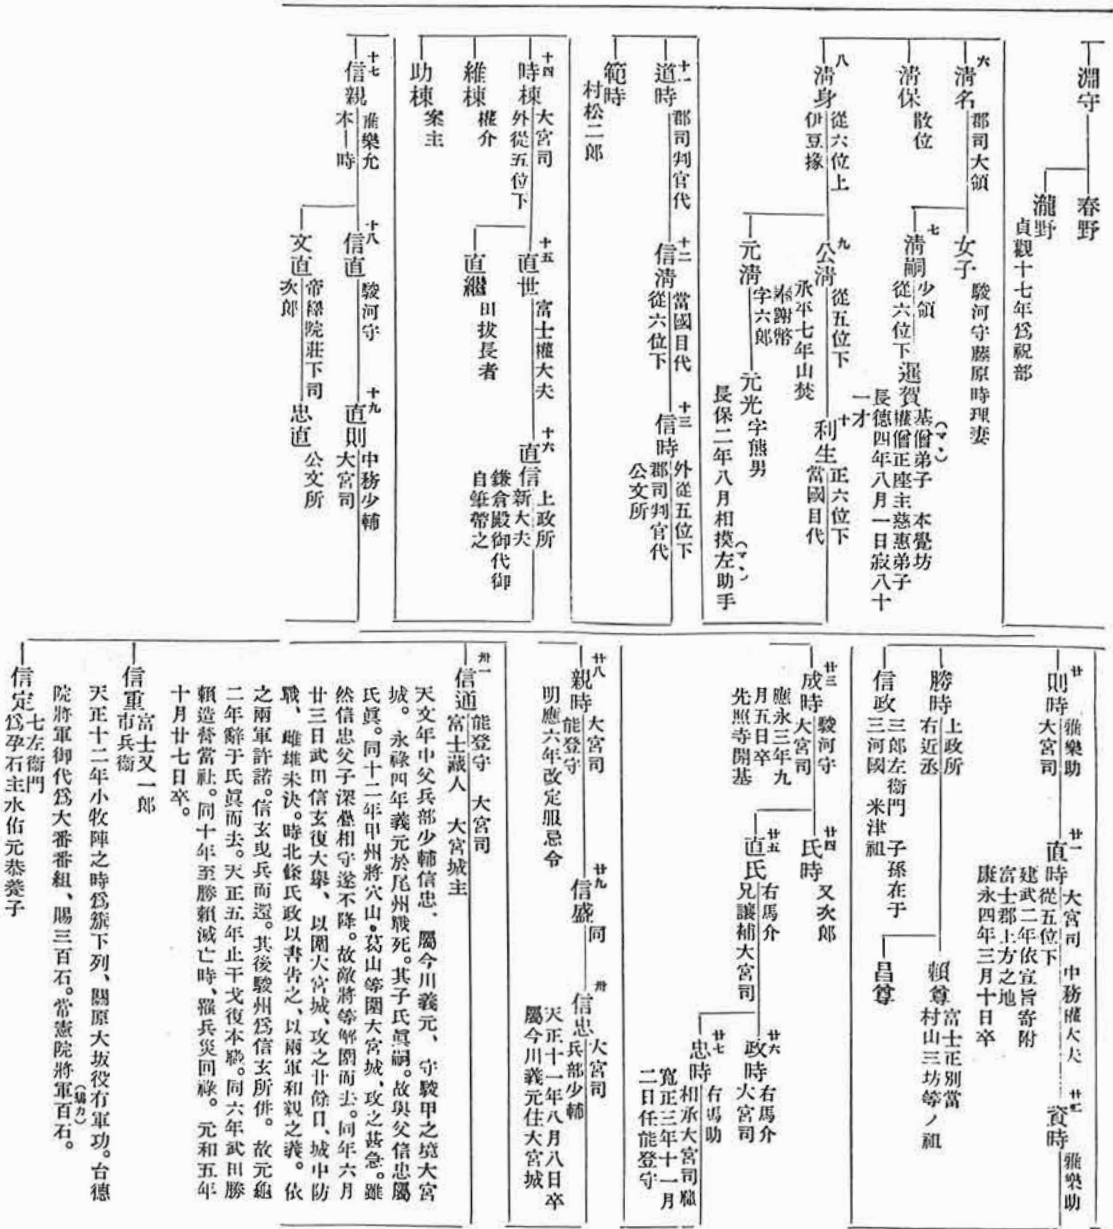 淵守
春野
瀧野
貞觀十七年爲祝部
六
淸名
郡司大領
女子
駿河守藤原時理妻
七
淸嗣
少領
從六位下
暹賀
基僧弟子 本覺坊
(マヽ)
權僧正座主慈惠弟子
長德四年八月一日寂八十
一才
淸保
散位
八
淸身
從六位上
伊豆掾
九
公淸
從五位下
永平七年山焚
奉謝幣
十
利生
正六位下
當國目代
元淸
字六郎
元光
字熊男
長保二年八月相摸左助手
(マヽ)
十一
道時
郡司判官代
十二
信淸
當國目代
從六位下
十三
信時
外從五位下
郡司判官代
公文所
範時
村松二郎
十四
時棟
大宮司
外從五位下
十五
直世
富士權大夫
十六
直信
上政所
新大夫
鎌倉殿御代御
自筆帶之
直繼
田拔長者
維棟
權介
助棟
案主
十七
信親
雅樂允
本一時
十八
信直
駿河守
十九
直則
中務少輔
大宮司
文直
帝釋院莊下司
次郎
忠直
公文所
廿
則時
雅樂助
大宮司
廿一
直時
大宮司 中務權大夫
從五位下
建武二年依宣旨寄附
富士郡上方之地
康永四年三月十日卒
廿二
資時
雅樂助
勝時
上政所
右近丞
賴尊
富士正別當
村山三坊等ノ祖
昌尊
信政
三郎左衞門 子孫在于
三河國 米津祖
廿三
成時
駿河守
大宮司
應永三年九
月五日卒
先照寺開基
廿四
氏時
又次郎
廿五
直氏
右馬介
兄讓補大宮司
廿六
政時
右馬介
大宮司
廿七
忠時
右馬助
相承大宮司職
寬正三年十一月
二日任能登守
廿八
親時
大宮司
能登守
明應六年改定服忌令
廿九
信盛
同
卅
信忠
大宮司
兵部少輔
天正十一年八月八日卒
屬今川義元住大宮城
卅一
信通
能登守 大宮司
富士藏人 大宮城主
天文年中父兵部少輔信忠、屬今川義元、守駿甲之境大宮
城。永祿四年義元於尾州戰死。其子氏眞嗣。故與父信忠屬
氏眞。同十二年甲州將穴山・葛山等圍大宮城、攻之甚急。雖
然信忠父子深壘相守遂不降。故敵將等解圍而去。同年六月
廿三日武田信玄復大擧、以圍大宮城、攻之廿餘日、城中防
戰、雌雄未決。時北條氏政以書告之、以兩軍和親之義。依
之兩軍許諾。信玄曳兵而還。其後駿州爲信玄所倂。故元龜
二年辭于氏眞而去。天正五年止干戈復本職。同六年武田勝
賴造營當社。同十年至勝賴滅亡時、罹兵災回祿。元和五年
十月廿七日卒。
信重
富士又一郎
市兵衞
天正十二年小牧陣之時爲簱下列、關原大坂役有軍功。台德
院將軍御代爲大番番組、賜三百石。常憲院將軍百石。
信定
七左衞門
爲孕石主水佑元恭養子